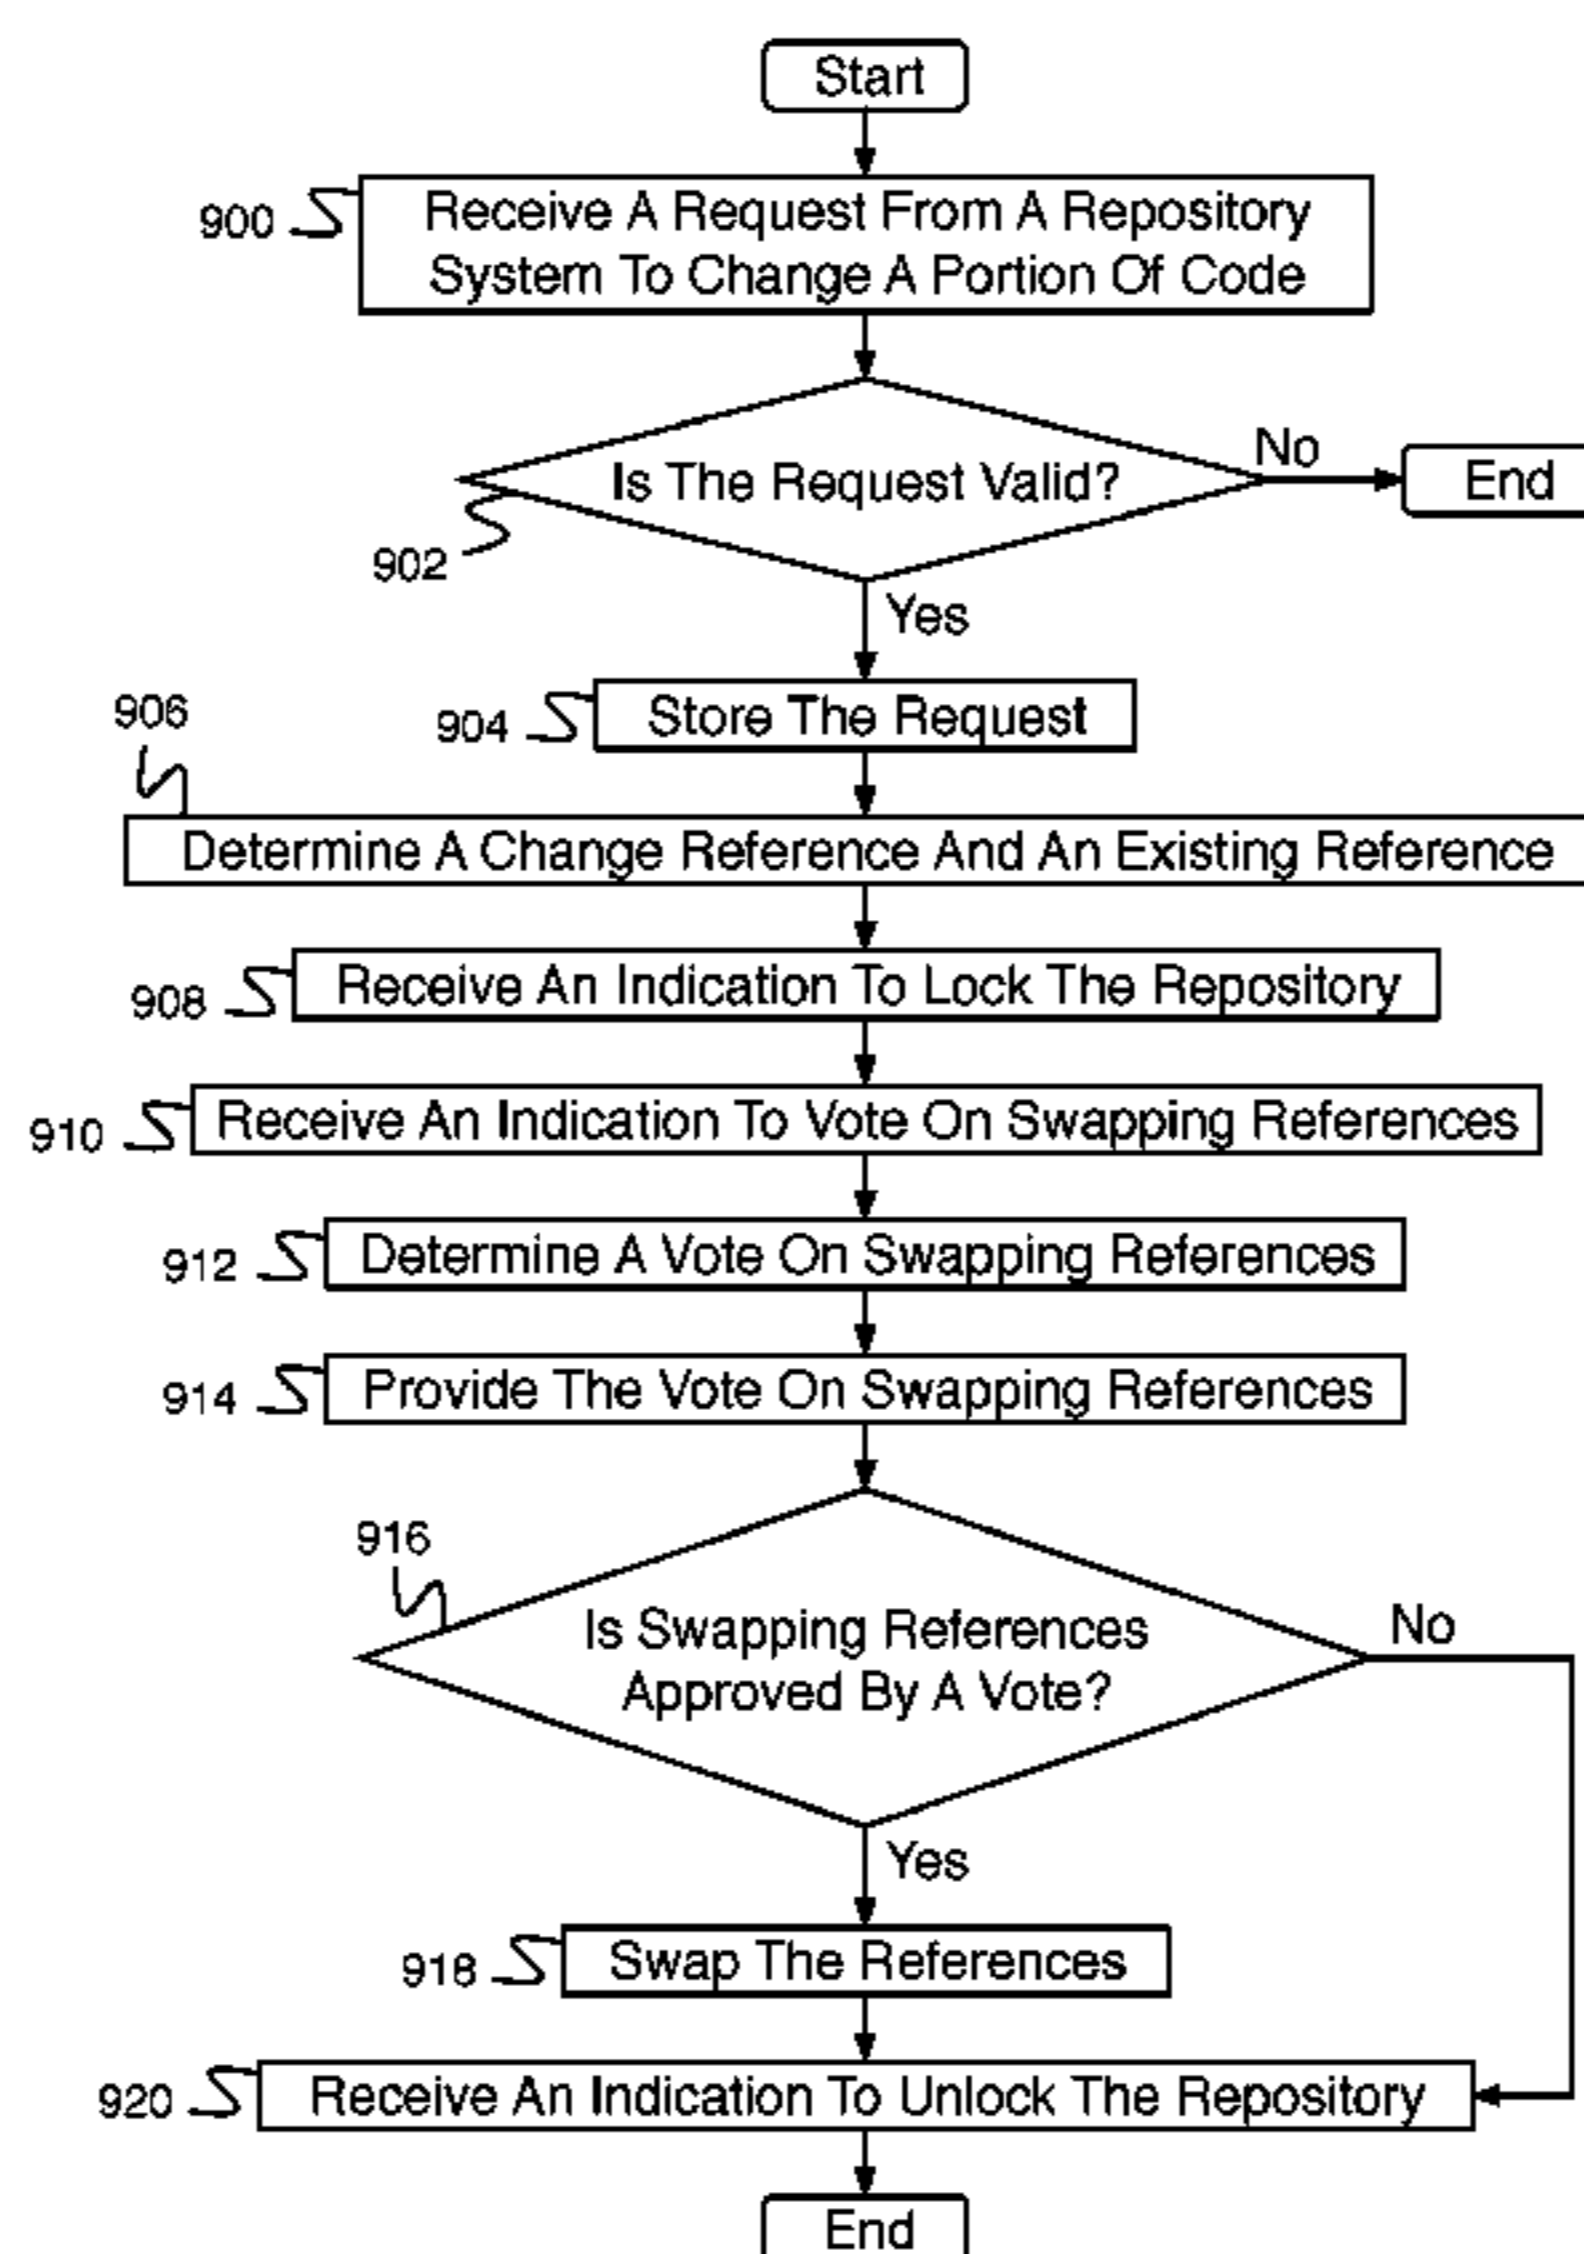 Start
900
Receive A Request From A Repository
System To Change A Portion Of Code
Is The Request Valid?
No
End
902
Yes
904
Store The Request
906
Determine A Change Reference And An Existing Reference
908
Receive An Indication To Lock The Repository
910
Receive An Indication To Vote On Swapping References
912
Determine A Vote On Swapping References
914
Provide The Vote On Swapping References
916
Is Swapping References
Approved By A Vote?
No
Yes
918
Swap The References
920
Receive An Indication To Unlock The Repository
End